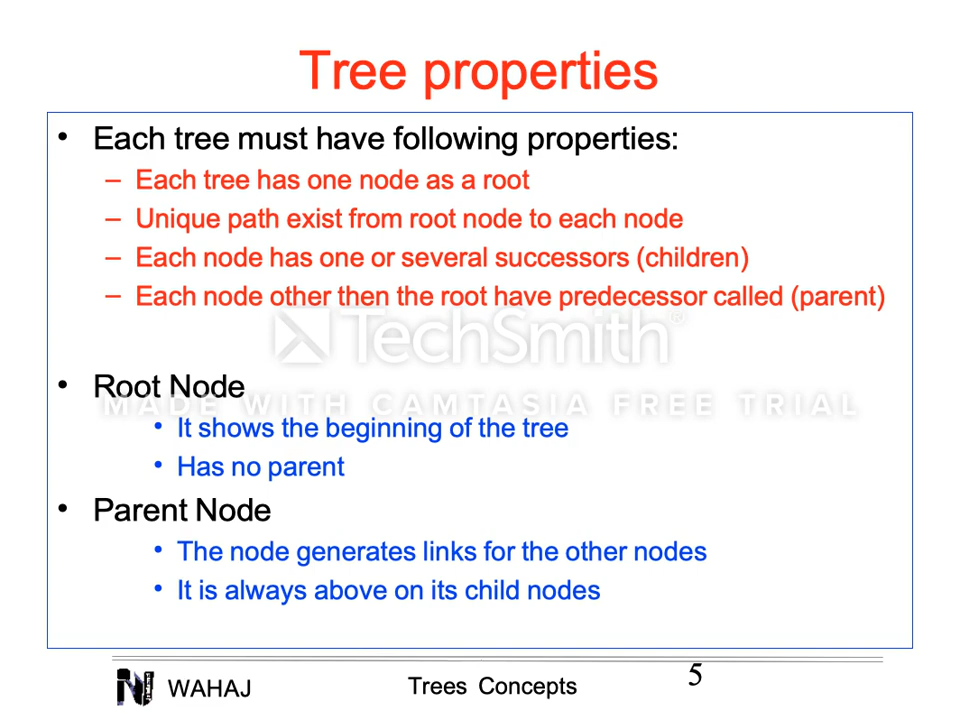 Tree properties
• Each tree must have following properties:
– Each tree has one node as a root
– Unique path exist from root node to each node
– Each node has one or several successors (children)
– Each node other then the root have predecessor called (parent)
TechSmith®
• Root Node
MADE WITH CAMTASIA FREE TRIAL
• It shows the beginning of the tree
• Has no parent
• Parent Node
• The node generates links for the other nodes
• It is always above on its child nodes
WAHAJ Trees Concepts 5